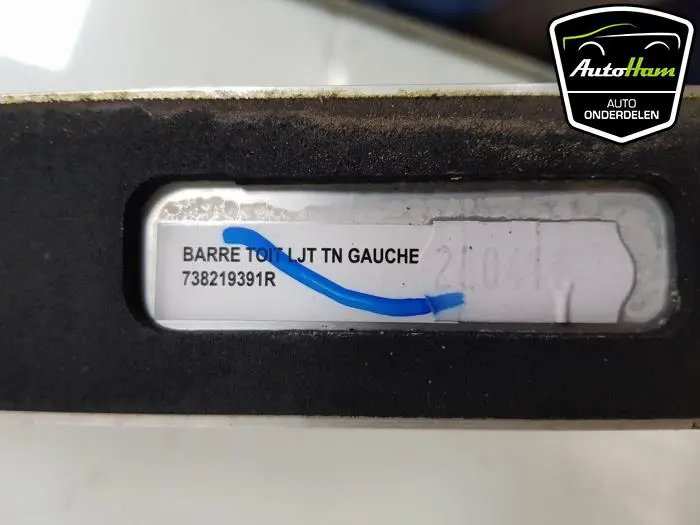 AutoHam
AUTO
ONDERDELEN
BARRE TOIT LJT TN GAUCHE
738219391R